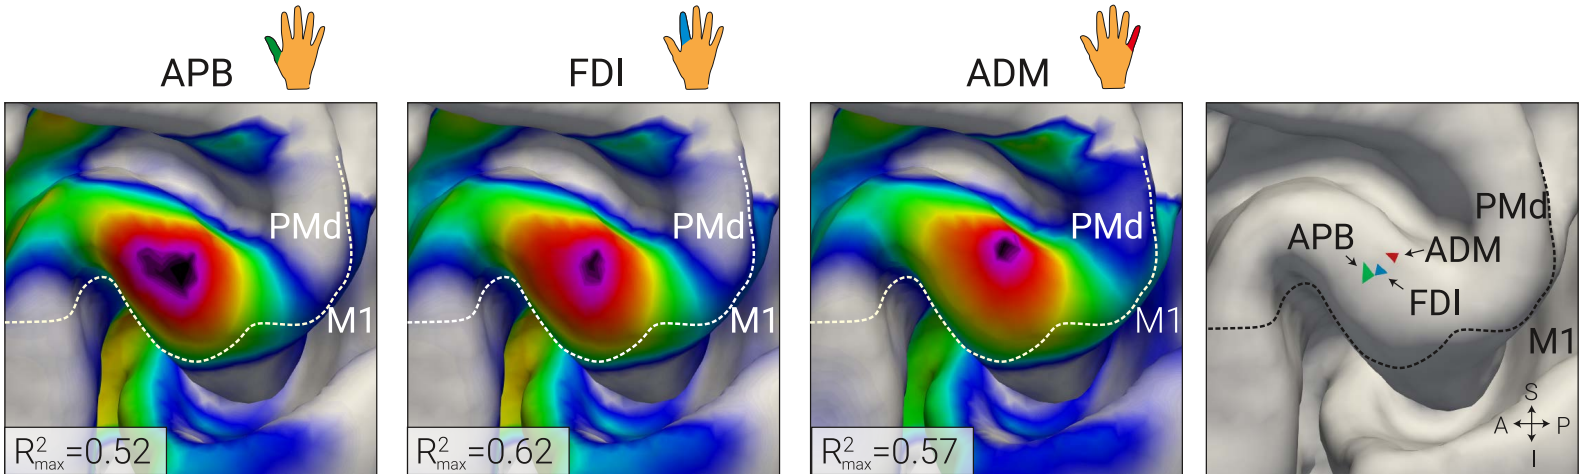 APB
FDI
ADM
PMd
M1
R²max=0.52
PMd
M1
R²max=0.62
PMd
M1
R²max=0.57
PMd
APB
ADM
FDI
M1
S
A P
I